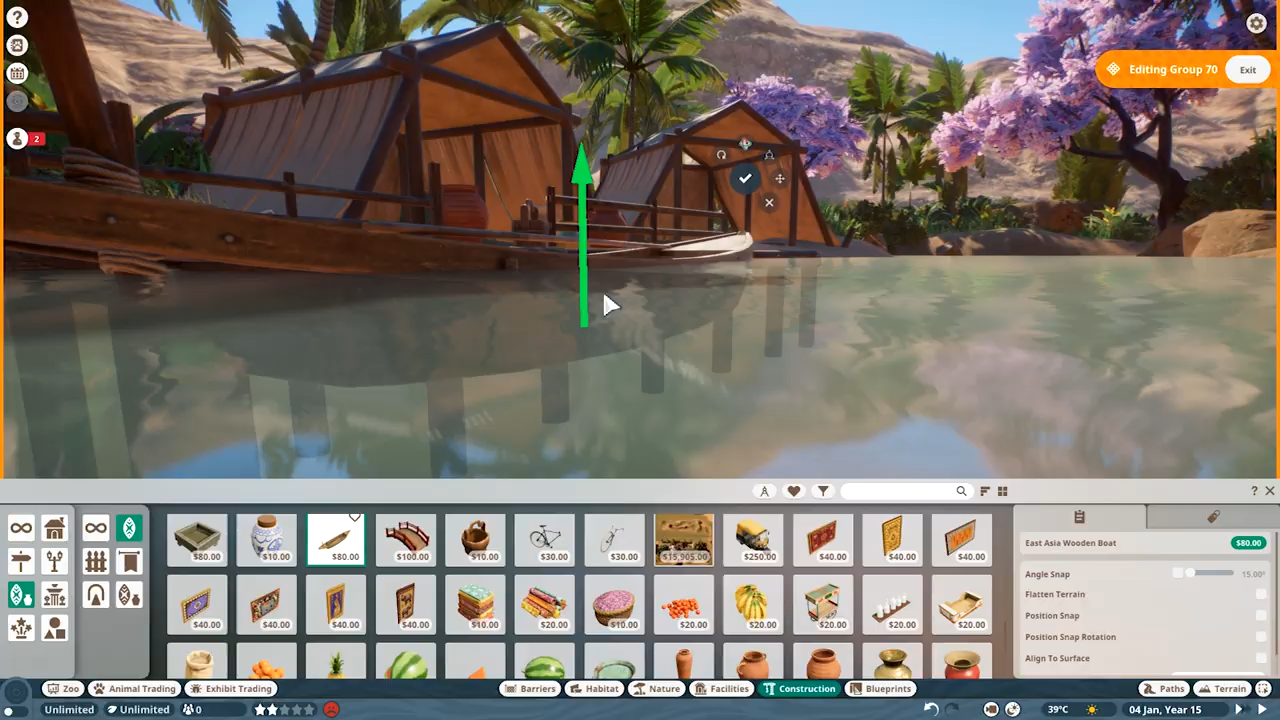 Editing Group 70
Exit
2
East Asia Wooden Boat
$80.00
Angle Snap
15.00°
Flatten Terrain
Position Snap
Position Snap Rotation
Align To Surface
$80.00
$10.00
$80.00
$100.00
$10.00
$30.00
$30.00
$15,905.00
$250.00
$40.00
$40.00
$40.00
$40.00
$40.00
$40.00
$40.00
$10.00
$20.00
$10.00
$20.00
$20.00
$20.00
$20.00
$20.00
Zoo
Animal Trading
Exhibit Trading
Barriers
Habitat
Nature
Facilities
Construction
Blueprints
Paths
Terrain
Unlimited
Unlimited
0
39°C
04 Jan, Year 15